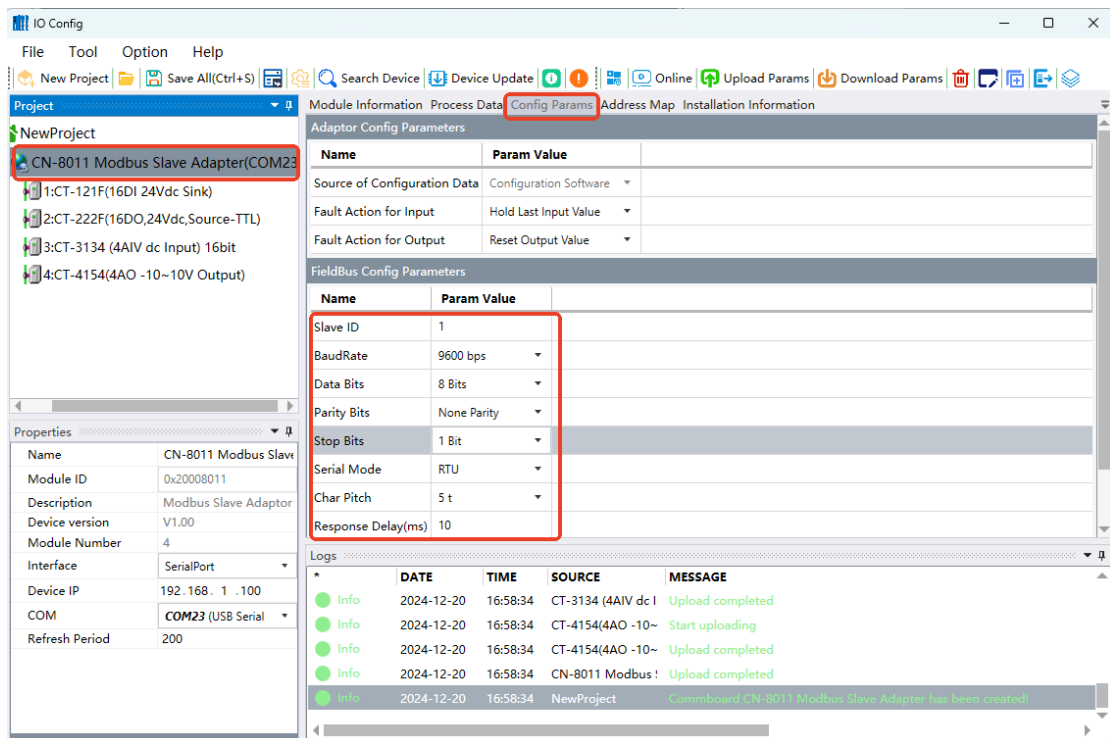 IO Config
File Tool Option Help
New Project Save All(Ctrl+S) Search Device Device Update Online Upload Params Download Params
Project
NewProject
CN-8011 Modbus Slave Adapter(COM23
1:CT-121F(16DI 24Vdc Sink)
2:CT-222F(16DO,24Vdc,Source-TTL)
3:CT-3134 (4AIV dc Input) 16bit
4:CT-4154(4AO -10~10V Output)
Properties
Name CN-8011 Modbus Slave
Module ID 0x20008011
Description Modbus Slave Adaptor
Device version V1.00
Module Number 4
Interface SerialPort
Device IP 192.168. 1 .100
COM COM23 (USB Serial
Refresh Period 200
Module Information Process Data Config Params Address Map Installation Information
Adaptor Config Parameters
Name Param Value
Source of Configuration Data Configuration Software
Fault Action for Input Hold Last Input Value
Fault Action for Output Reset Output Value
FieldBus Config Parameters
Name Param Value
Slave ID 1
BaudRate 9600 bps
Data Bits 8 Bits
Parity Bits None Parity
Stop Bits 1 Bit
Serial Mode RTU
Char Pitch 5 t
Response Delay(ms) 10
Logs
* DATE TIME SOURCE MESSAGE
Info 2024-12-20 16:58:34 CT-3134 (4AIV dc I Upload completed
Info 2024-12-20 16:58:34 CT-4154(4AO -10~ Start uploading
Info 2024-12-20 16:58:34 CT-4154(4AO -10~ Upload completed
Info 2024-12-20 16:58:34 CN-8011 Modbus Upload completed
Info 2024-12-20 16:58:34 NewProject Commboard CN-8011 Modbus Slave Adapter has been created!